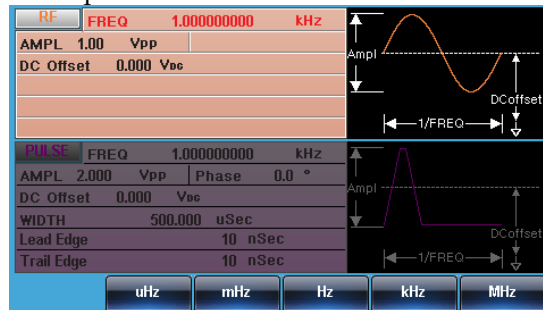 RF FREQ 1.000000000 kHz
AMPL 1.00 Vpp
DC Offset 0.000 VDC
Ampl
DCoffset
1/FREQ
PULSE FREQ 1.000000000 kHz
AMPL 2.000 Vpp Phase 0.0 °
DC Offset 0.000 VDC
WIDTH 500.000 uSec
Lead Edge 10 nSec
Trail Edge 10 nSec
Ampl
DCoffset
1/FREQ
uHz mHz Hz kHz MHz